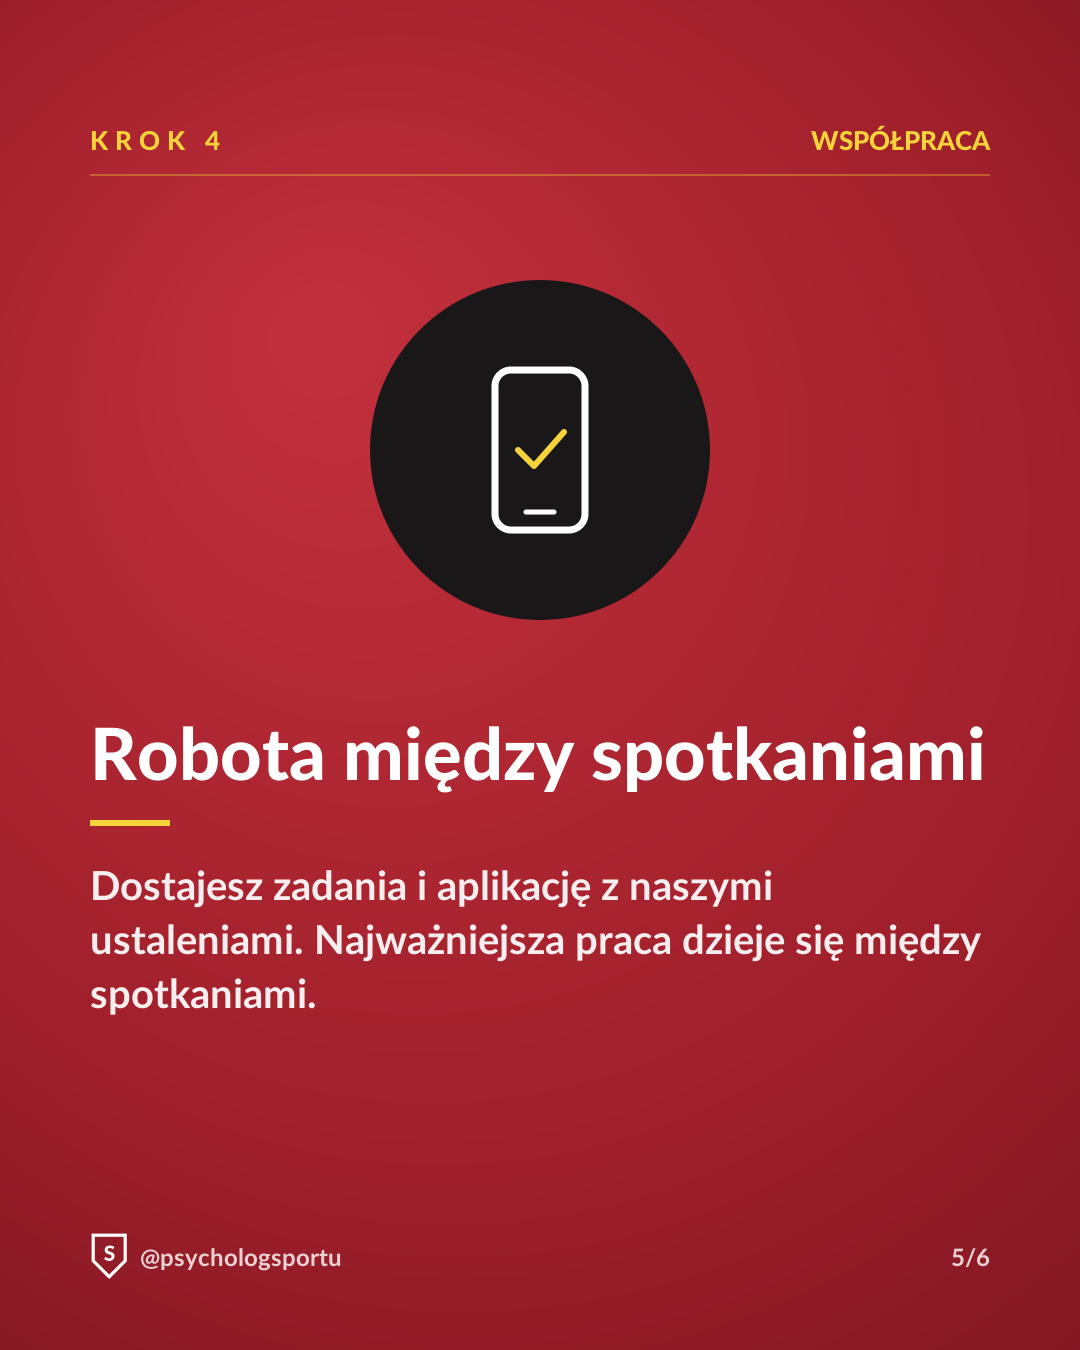 KROK 4
WSPÓŁPRACA
Robota między spotkaniami
Dostajesz zadania i aplikację z naszymi
ustaleniami. Najważniejsza praca dzieje się między
spotkaniami.
S
@psychologsportu
5/6